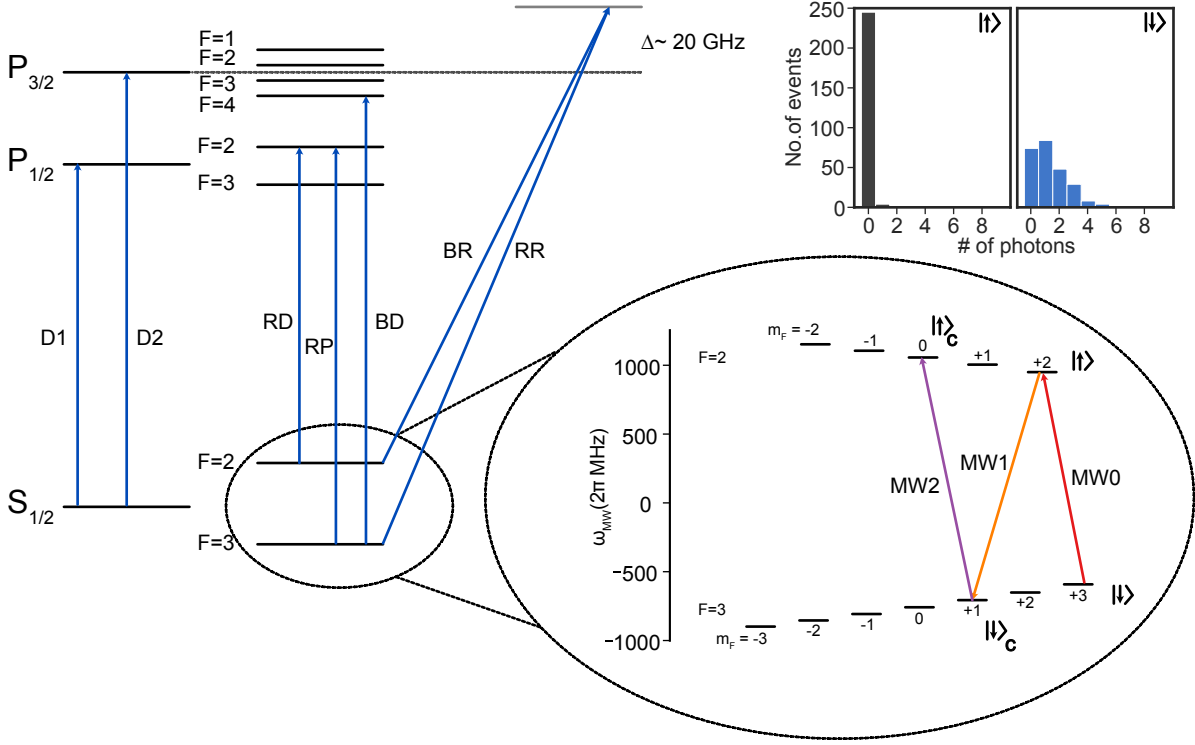 P 3/2
P 1/2
S 1/2
D1
D2
F=1
F=2
F=3
F=4
F=2
F=3
F=2
F=3
RD
RP
BD
BR
RR
Δ~ 20 GHz
No.of events
250
200
150
100
50
0
|↑⟩
|↓⟩
0 2 4 6 8
0 2 4 6 8
# of photons
ω_MW(2π MHz)
1000
500
0
−500
−1000
F=2
m_F = -2
-1
0
+1
+2
|↑⟩_C
|↑⟩
MW2
MW1
MW0
F=3
m_F = -3
-2
-1
0
+1
+2
+3
|↓⟩_C
|↓⟩